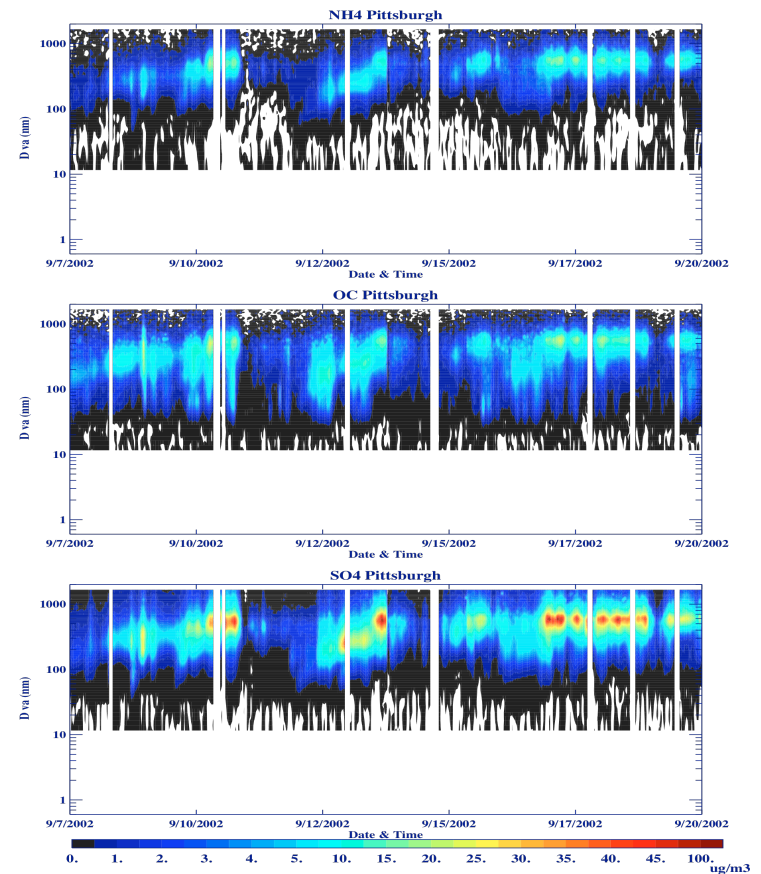 NH4 Pittsburgh
1000
100
10
1
D va (nm)
9/7/2002 9/10/2002 9/12/2002 9/15/2002 9/17/2002 9/20/2002
Date & Time
OC Pittsburgh
1000
100
10
1
D va (nm)
9/7/2002 9/10/2002 9/12/2002 9/15/2002 9/17/2002 9/20/2002
Date & Time
SO4 Pittsburgh
1000
100
10
1
D va (nm)
9/7/2002 9/10/2002 9/12/2002 9/15/2002 9/17/2002 9/20/2002
Date & Time
0. 1. 2. 3. 4. 5. 10. 15. 20. 25. 30. 35. 40. 45. 100.
ug/m3